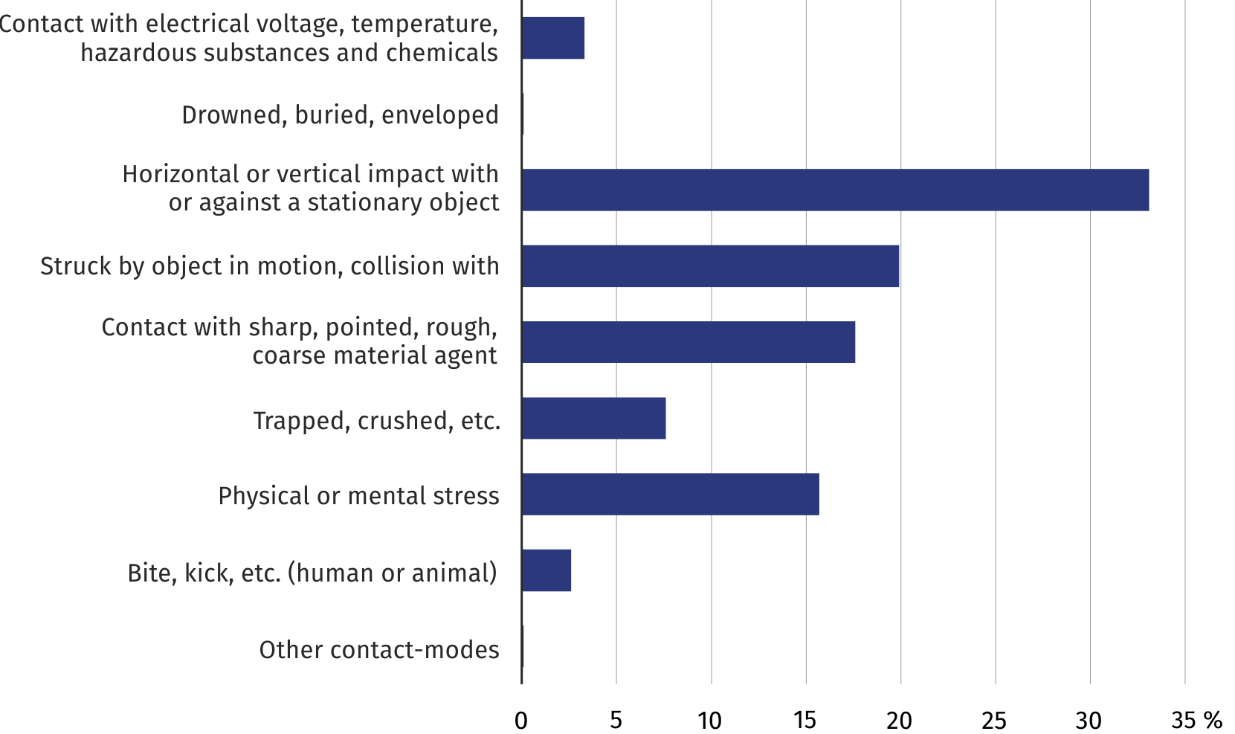 Contact with electrical voltage, temperature,
hazardous substances and chemicals
Drowned, buried, enveloped
Horizontal or vertical impact with
or against a stationary object
Struck by object in motion, collision with
Contact with sharp, pointed, rough,
coarse material agent
Trapped, crushed, etc.
Physical or mental stress
Bite, kick, etc. (human or animal)
Other contact-modes
0 5 10 15 20 25 30 35 %